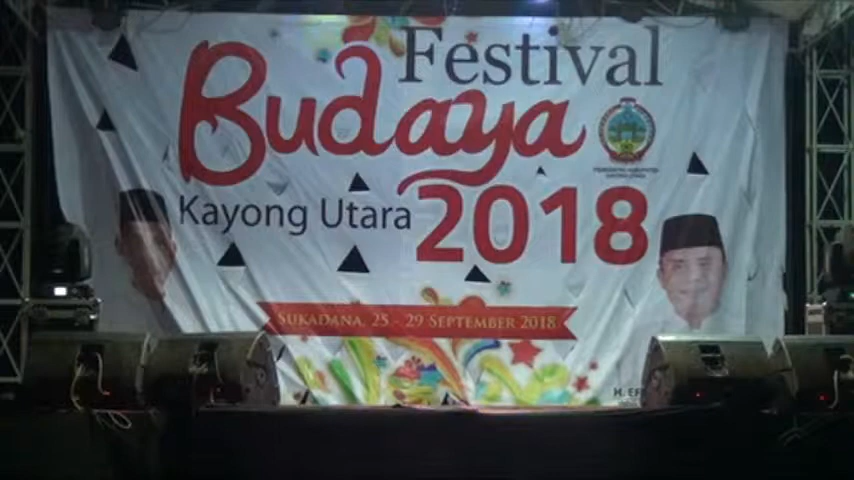 Festival
Budaya
Kayong Utara 2018
SUKADANA, 25 - 29 SEPTEMBER 2018